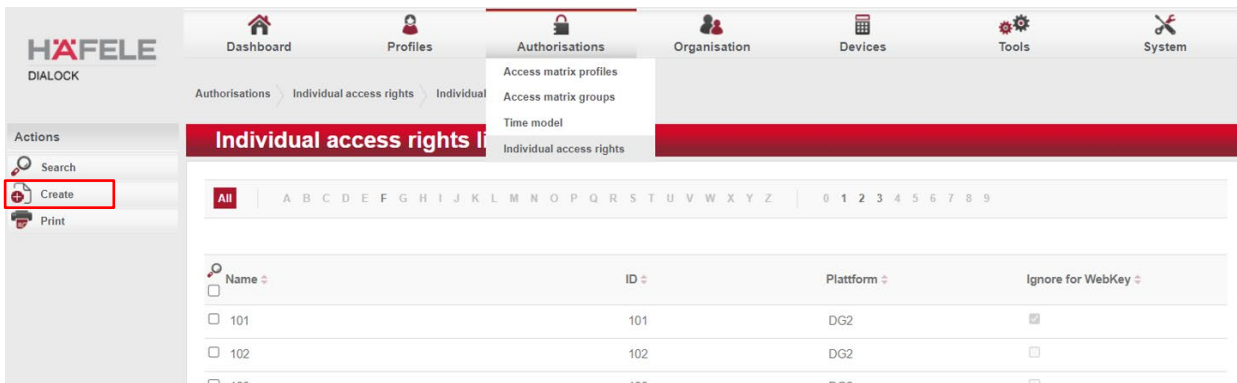 HÄFELE
DIALOCK
Dashboard
Profiles
Authorisations
Organisation
Devices
Tools
System
Access matrix profiles
Access matrix groups
Time model
Individual access rights
Authorisations Individual access rights Individual
Actions
Search
Create
Print
Individual access rights li
All A B C D E F G H I J K L M N O P Q R S T U V W X Y Z 0 1 2 3 4 5 6 7 8 9
Name ID Plattform Ignore for WebKey
101 101 DG2
102 102 DG2